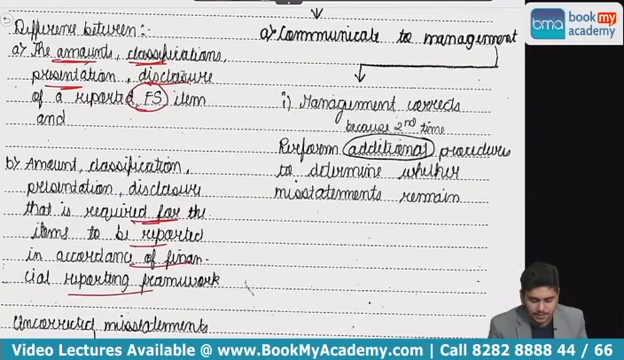 Difference between:-
a) The amounts, classifications,
presentation, disclosure
of a reported FS item
and
b) Amount, classification,
presentation, disclosure
that is required for the
items to be reported
in accordance of finan-
cial reporting framework
Uncorrected misstatements
a) Communicate to management
i) Management corrects
because 2nd time
Perform additional procedures
to determine whether
misstatements remain
bma
book my
Academy
Video Lectures Available @ www.BookMyAcademy.com | Call 8282 8888 44 / 66